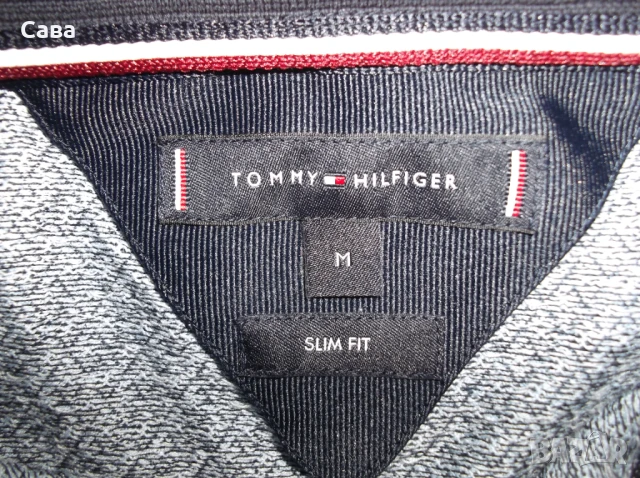 Сава
TOMMY HILFIGER
M
SLIM FIT